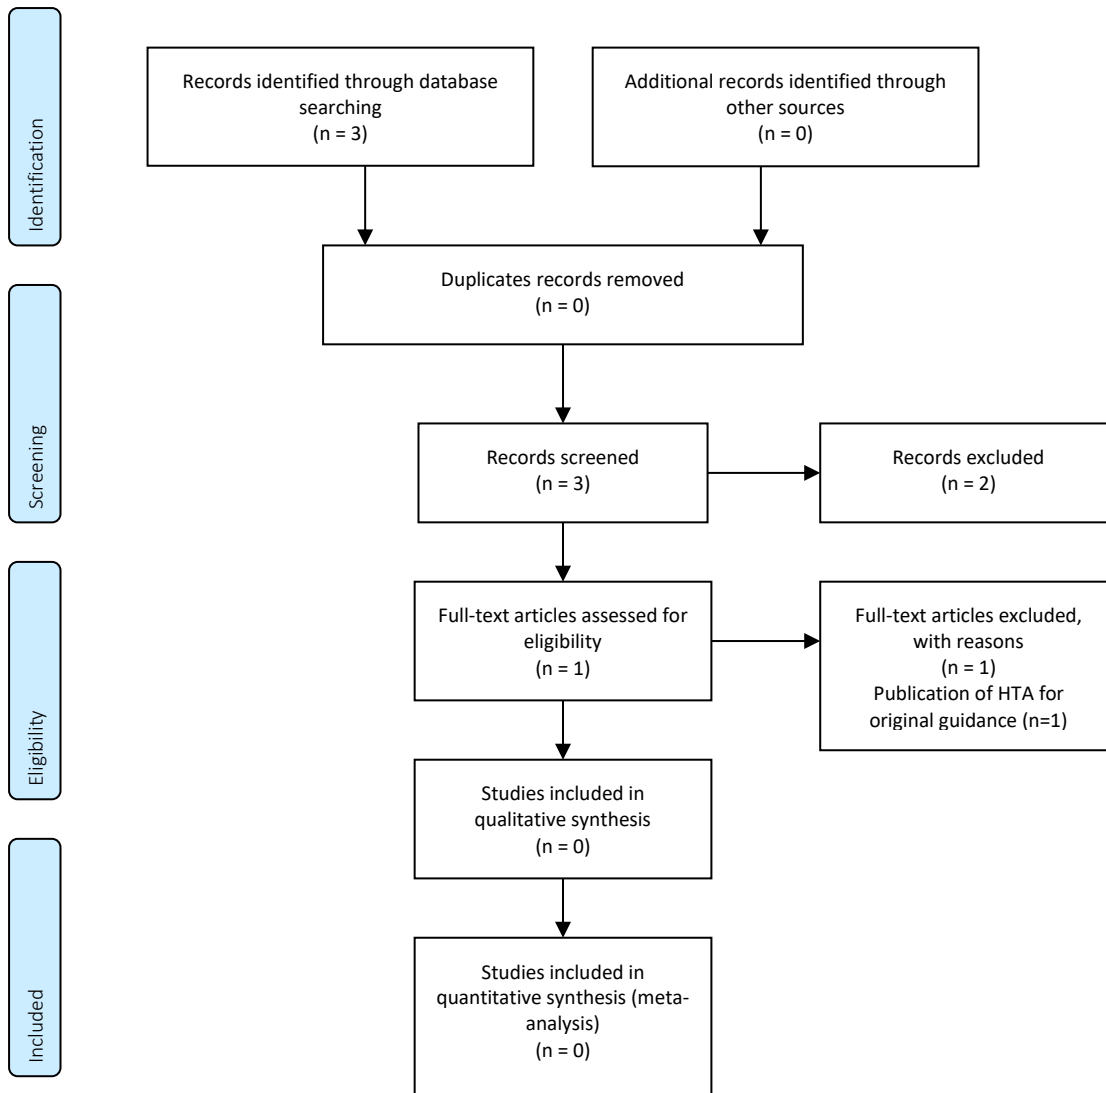 Identification
Records identified through database
searching
(n = 3)
Additional records identified through
other sources
(n = 0)
Duplicates records removed
(n = 0)
Screening
Records screened
(n = 3)
Records excluded
(n = 2)
Eligibility
Full-text articles assessed for
eligibility
(n = 1)
Full-text articles excluded,
with reasons
(n = 1)
Publication of HTA for
original guidance (n=1)
Studies included in
qualitative synthesis
(n = 0)
Included
Studies included in
quantitative synthesis (meta-
analysis)
(n = 0)